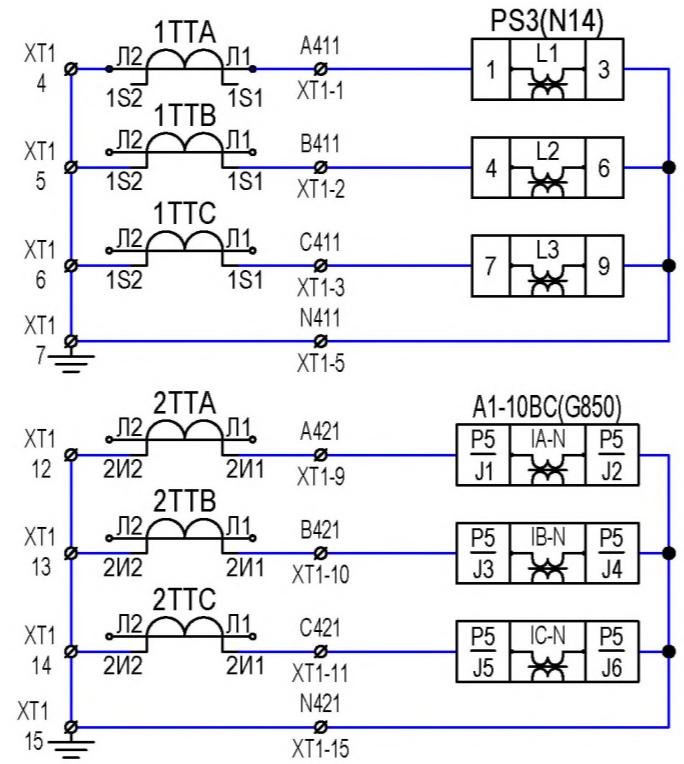 PS3(N14)
XT1
4
1TTA
Л2 Л1
1S2 1S1
A411
XT1-1
1 L1 3
XT1
5
1TTB
Л2 Л1
1S2 1S1
B411
XT1-2
4 L2 6
XT1
6
1TTC
Л2 Л1
1S2 1S1
C411
XT1-3
7 L3 9
XT1
7
N411
XT1-5
A1-10BC(G850)
XT1
12
2TTA
Л2 Л1
2И2 2И1
A421
XT1-9
P5 IA-N P5
J1 J2
XT1
13
2TTB
Л2 Л1
2И2 2И1
B421
XT1-10
P5 IB-N P5
J3 J4
XT1
14
2TTC
Л2 Л1
2И2 2И1
C421
XT1-11
P5 IC-N P5
J5 J6
XT1
15
N421
XT1-15